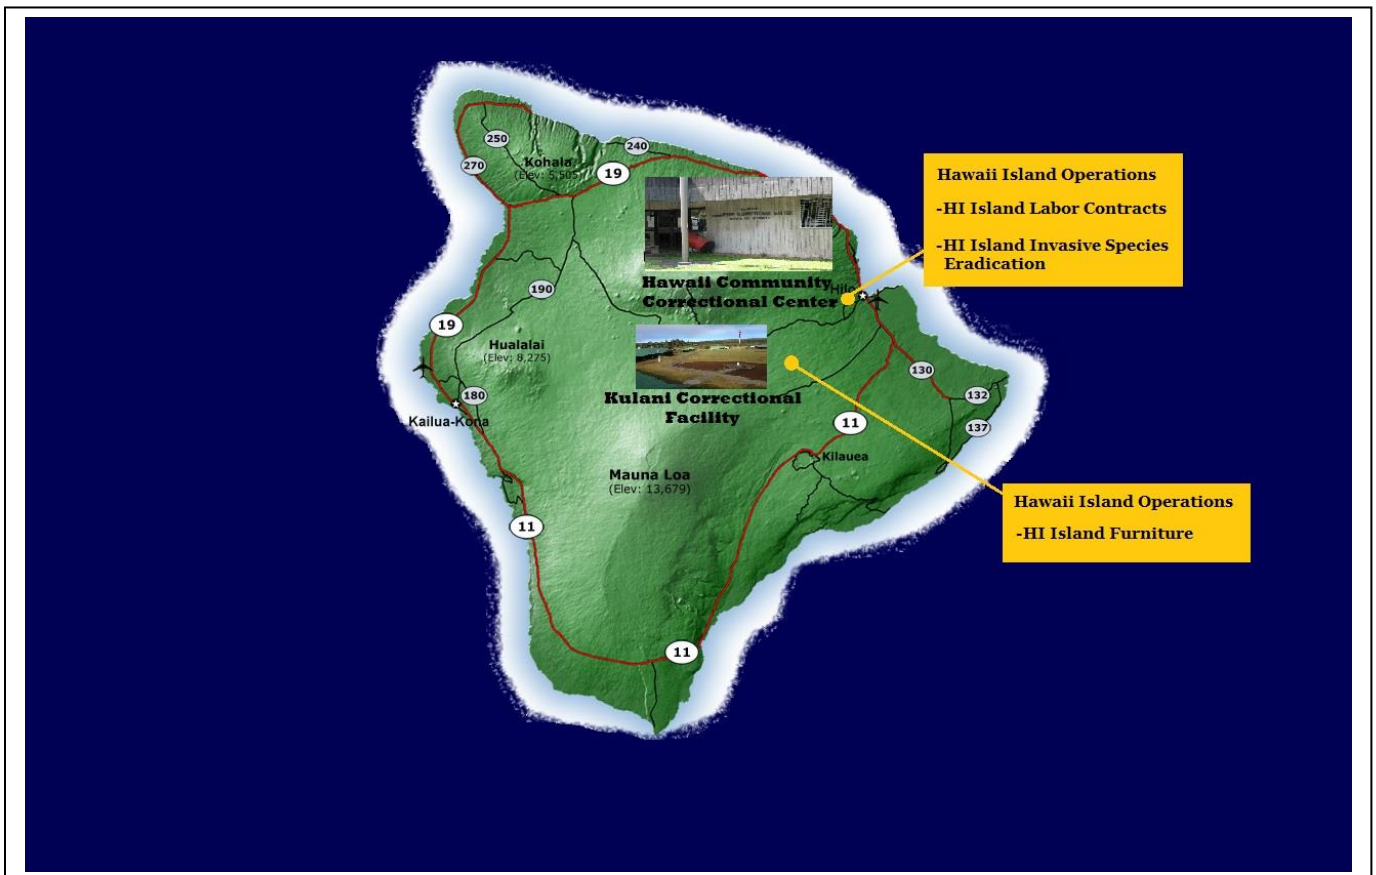 250
240
270
Kohala
(Elev: 5,505
19
Hawaii Island Operations
-HI Island Labor Contracts
-HI Island Invasive Species
Eradication
Hawaii Community
Correctional Center
Hilo
190
19
Hualalai
(Elev: 8,275)
180
Kailua-Kona
Kulani Correctional
Facility
130
132
137
11
Kilauea
Mauna Loa
(Elev: 13,679)
Hawaii Island Operations
-HI Island Furniture
11
11